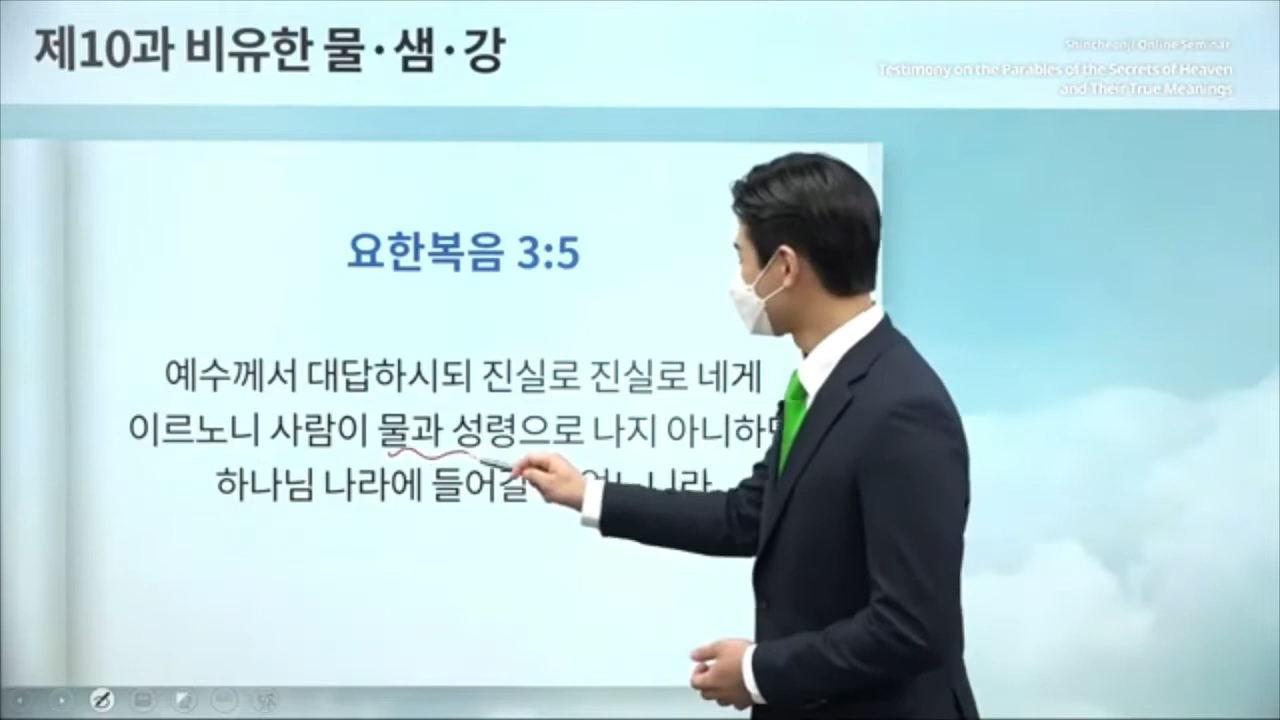 제10과 비유한 물·샘·강
Shincheonji Online Seminar
Testimony on the Parables of the Secrets of Heaven
and Their True Meanings
요한복음 3:5
예수께서 대답하시되 진실로 진실로 네게
이르노니 사람이 물과 성령으로 나지 아니하
하나님 나라에 들어갈